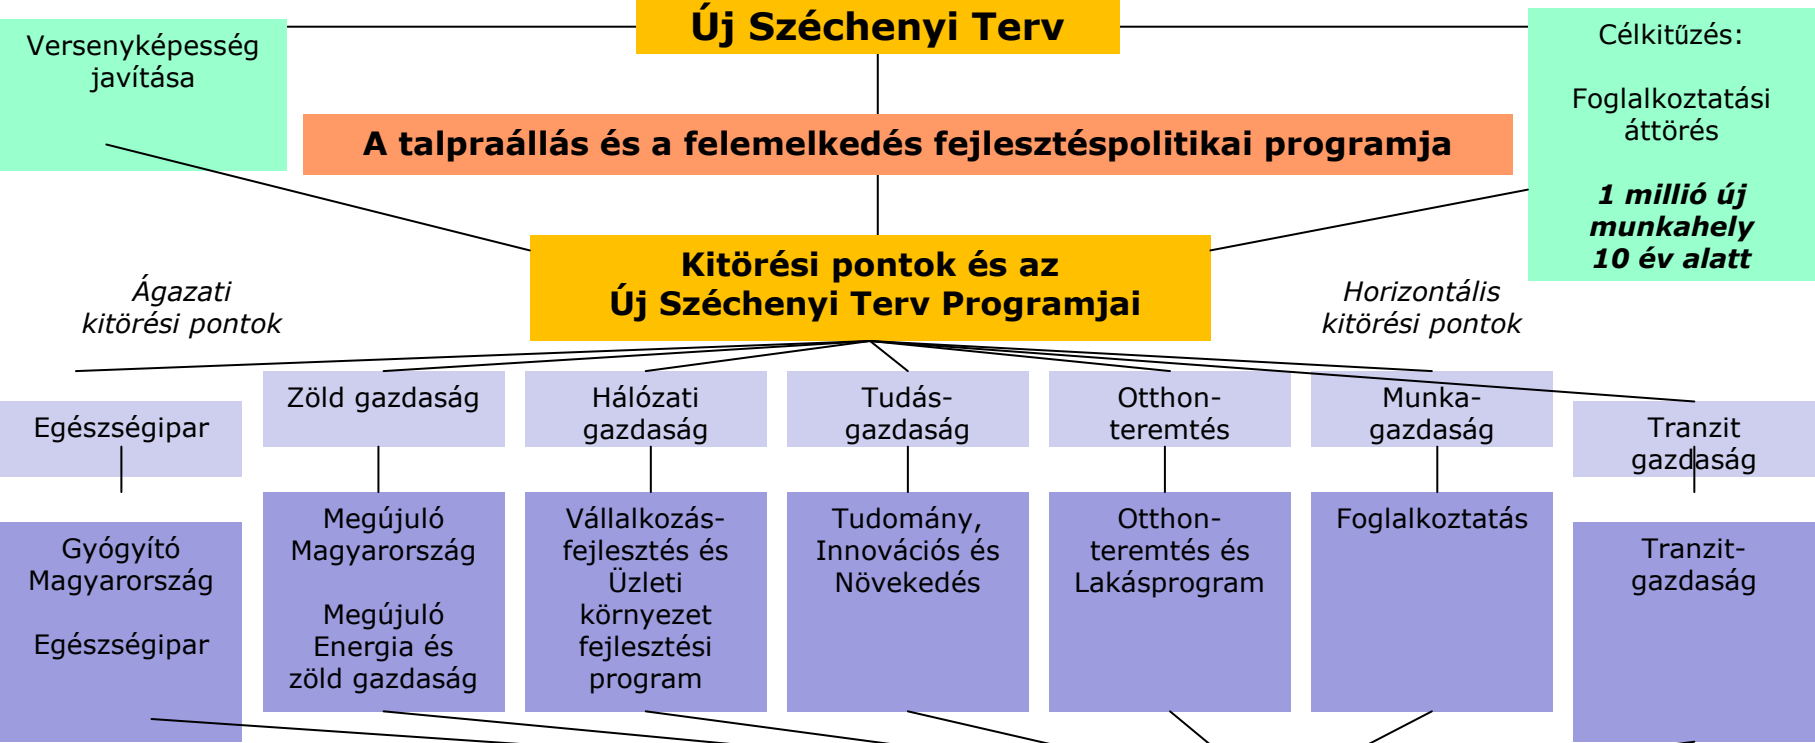 Új Széchenyi Terv
Versenyképesség
javítása
Célkitűzés:
Foglalkoztatási
áttörés
1 millió új
munkahely
10 év alatt
A talpraállás és a felemelkedés fejlesztéspolitikai programja
Kitörési pontok és az
Új Széchenyi Terv Programjai
Ágazati
kitörési pontok
Horizontális
kitörési pontok
Egészségipar
Zöld gazdaság
Hálózati
gazdaság
Tudás-
gazdaság
Otthon-
teremtés
Munka-
gazdaság
Tranzit
gazdaság
Gyógyító
Magyarország
Egészségipar
Megújuló
Magyarország
Megújuló
Energia és
zöld gazdaság
Vállalkozás-
fejlesztés és
Üzleti
környezet
fejlesztési
program
Tudomány,
Innovációs és
Növekedés
Otthon-
teremtés és
Lakásprogram
Foglalkoztatás
Tranzit-
gazdaság